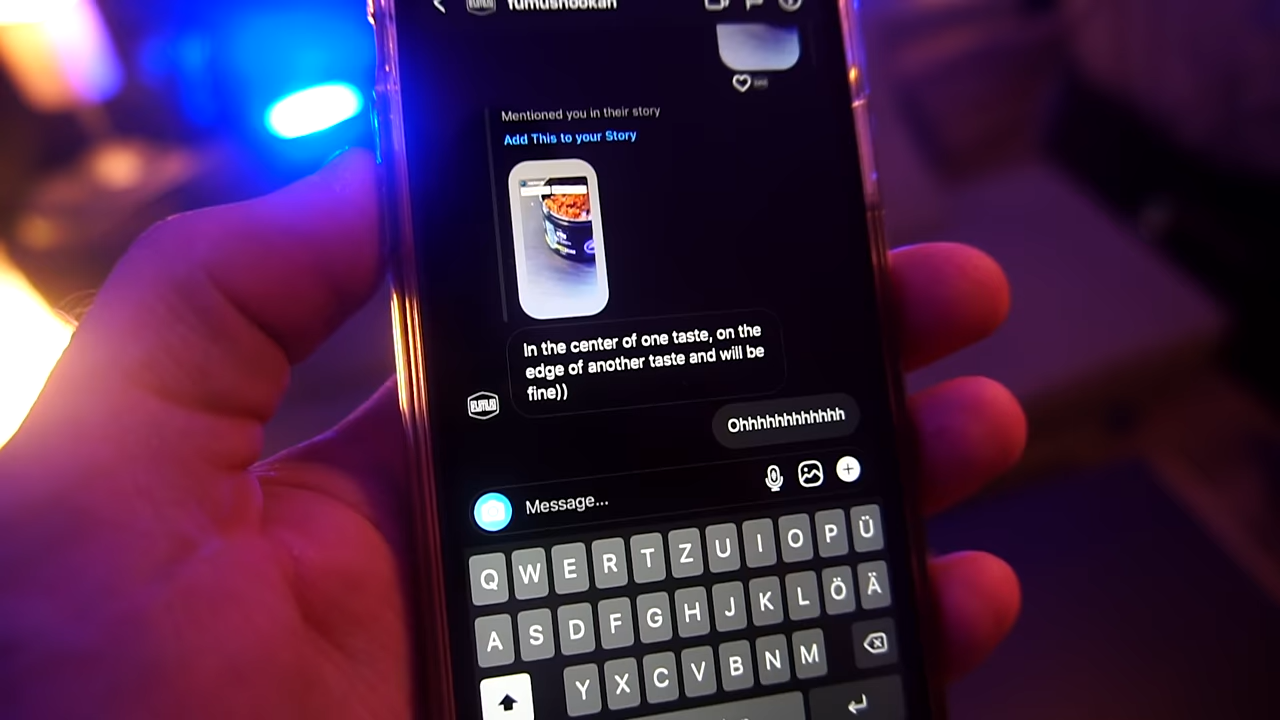 fumushookah
Mentioned you in their story
Add This to your Story
In the center of one taste, on the
edge of another taste and will be
fine))
Ohhhhhhhhhhhh
Message...
Q W E R T Z U I O P Ü
A S D F G H J K L Ö Ä
Y X C V B N M